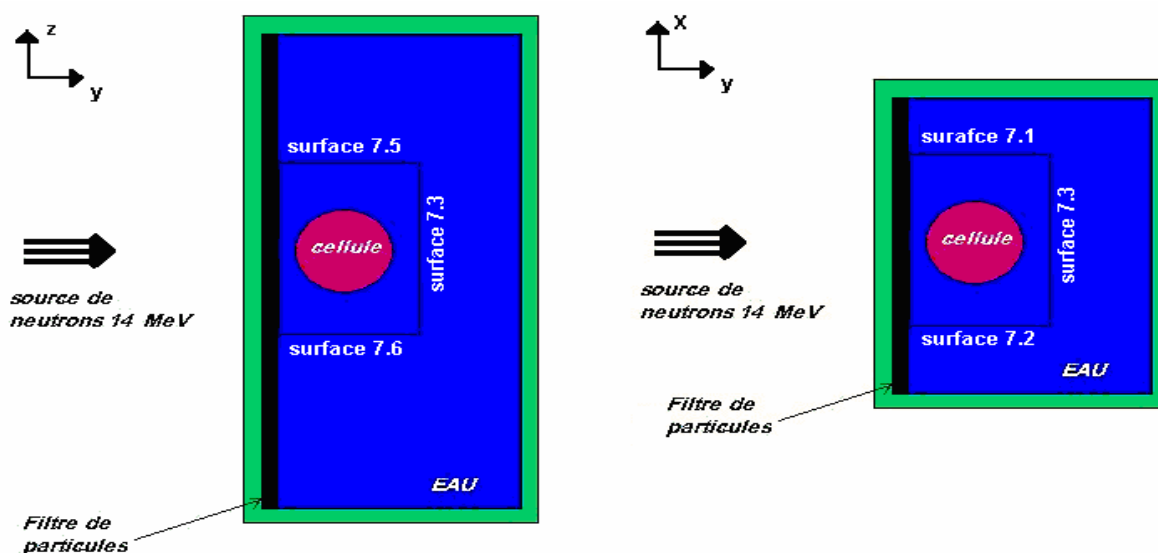 z
y
surface 7.5
surface 7.3
cellule
source de
neutrons 14 MeV
surface 7.6
EAU
Filtre de
particules
X
y
surafce 7.1
surface 7.3
cellule
source de
neutrons 14 MeV
surface 7.2
EAU
Filtre de
particules